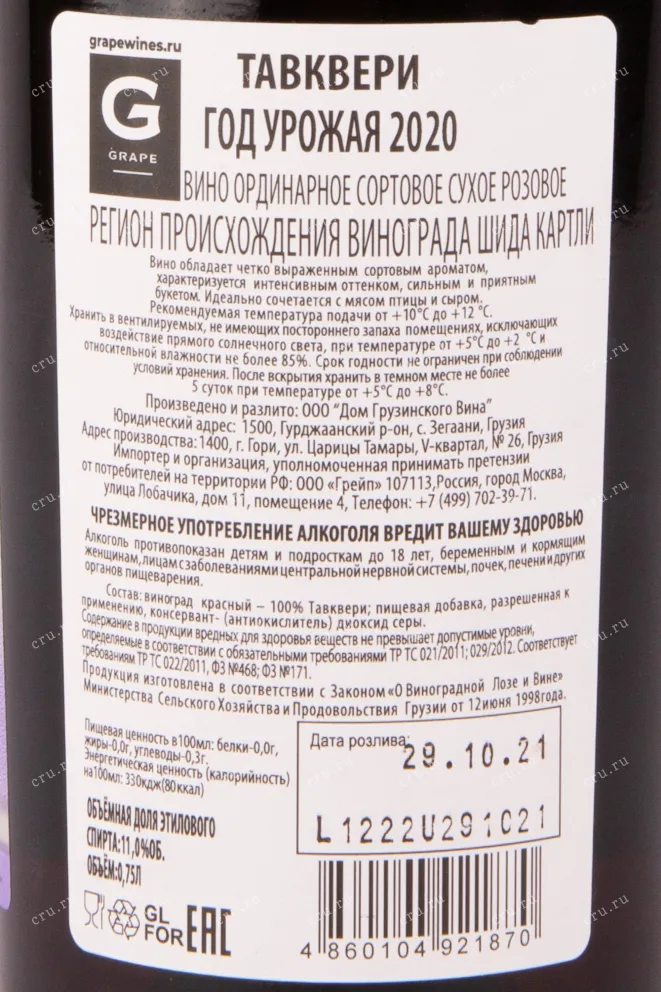 grapewines.ru
G
GRAPE
ТАВКВЕРИ
ГОД УРОЖАЯ 2020
ВИНО ОРДИНАРНОЕ СОРТОВОЕ СУХОЕ РОЗОВОЕ
РЕГИОН ПРОИСХОЖДЕНИЯ ВИНОГРАДА ШИДА КАРТЛИ
Вино обладает четко выраженным сортовым ароматом,
характеризуется интенсивным оттенком, сильным и приятным
букетом. Идеально сочетается с мясом птицы и сыром.
Рекомендуемая температура подачи от +10°С до +12 °С.
Хранить в вентилируемых, не имеющих постороннего запаха помещениях, исключающих
воздействие прямого солнечного света, при температуре от +5°С до +2 °С и
относительной влажности не более 85%. Срок годности не ограничен при соблюдении
условий хранения. После вскрытия хранить в темном месте не более
5 суток при температуре от +5°С до +8°С.
Произведено и разлито: ООО “Дом Грузинского Вина”
Юридический адрес: 1500, Гурджаанский р-он, с. Зегаани, Грузия
Адрес производства: 1400, г. Гори, ул. Царицы Тамары, V-квартал, № 26, Грузия
Импортер и организация, уполномоченная принимать претензии
от потребителей на территории РФ: ООО «Грейп» 107113,Россия, город Москва,
улица Лобачика, дом 11, помещение 4, Телефон: +7 (499) 702-39-71.
ЧРЕЗМЕРНОЕ УПОТРЕБЛЕНИЕ АЛКОГОЛЯ ВРЕДИТ ВАШЕМУ ЗДОРОВЬЮ
Алкоголь противопоказан детям и подросткам до 18 лет, беременным и кормящим
женщинам, лицам с заболеваниями центральной нервной системы, почек, печени и других
органов пищеварения.
Состав: виноград красный – 100% Тавквери; пищевая добавка, разрешенная к
применению, консервант- (антиокислитель) диоксид серы.
Содержание в продукции вредных для здоровья веществ не превышает допустимые уровни,
определяемые в соответствии с обязательными требованиями ТР ТС 021/2011; 029/2012. Соответствует
требованиям ТР ТС 022/2011, ФЗ №468; ФЗ №171.
Продукция изготовлена в соответствии с Законом «О Виноградной Лозе и Вине»
Министерства Сельского Хозяйства и Продовольствия Грузии от 12 июня 1998года.
Пищевая ценность в 100мл: белки-0,0г,
жиры-0,0г, углеводы-0,3г.
Энергетическая ценность (калорийность)
на100мл: 330кдж(80 ккал)
ОБЪЁМНАЯ ДОЛЯ ЭТИЛОВОГО
СПИРТА:11,0%ОБ.
ОБЪЁМ:0,75Л
Дата розлива:
29.10.21
L1222U291021
GL
FOR
EAC
4 860104 921870
cru.ru